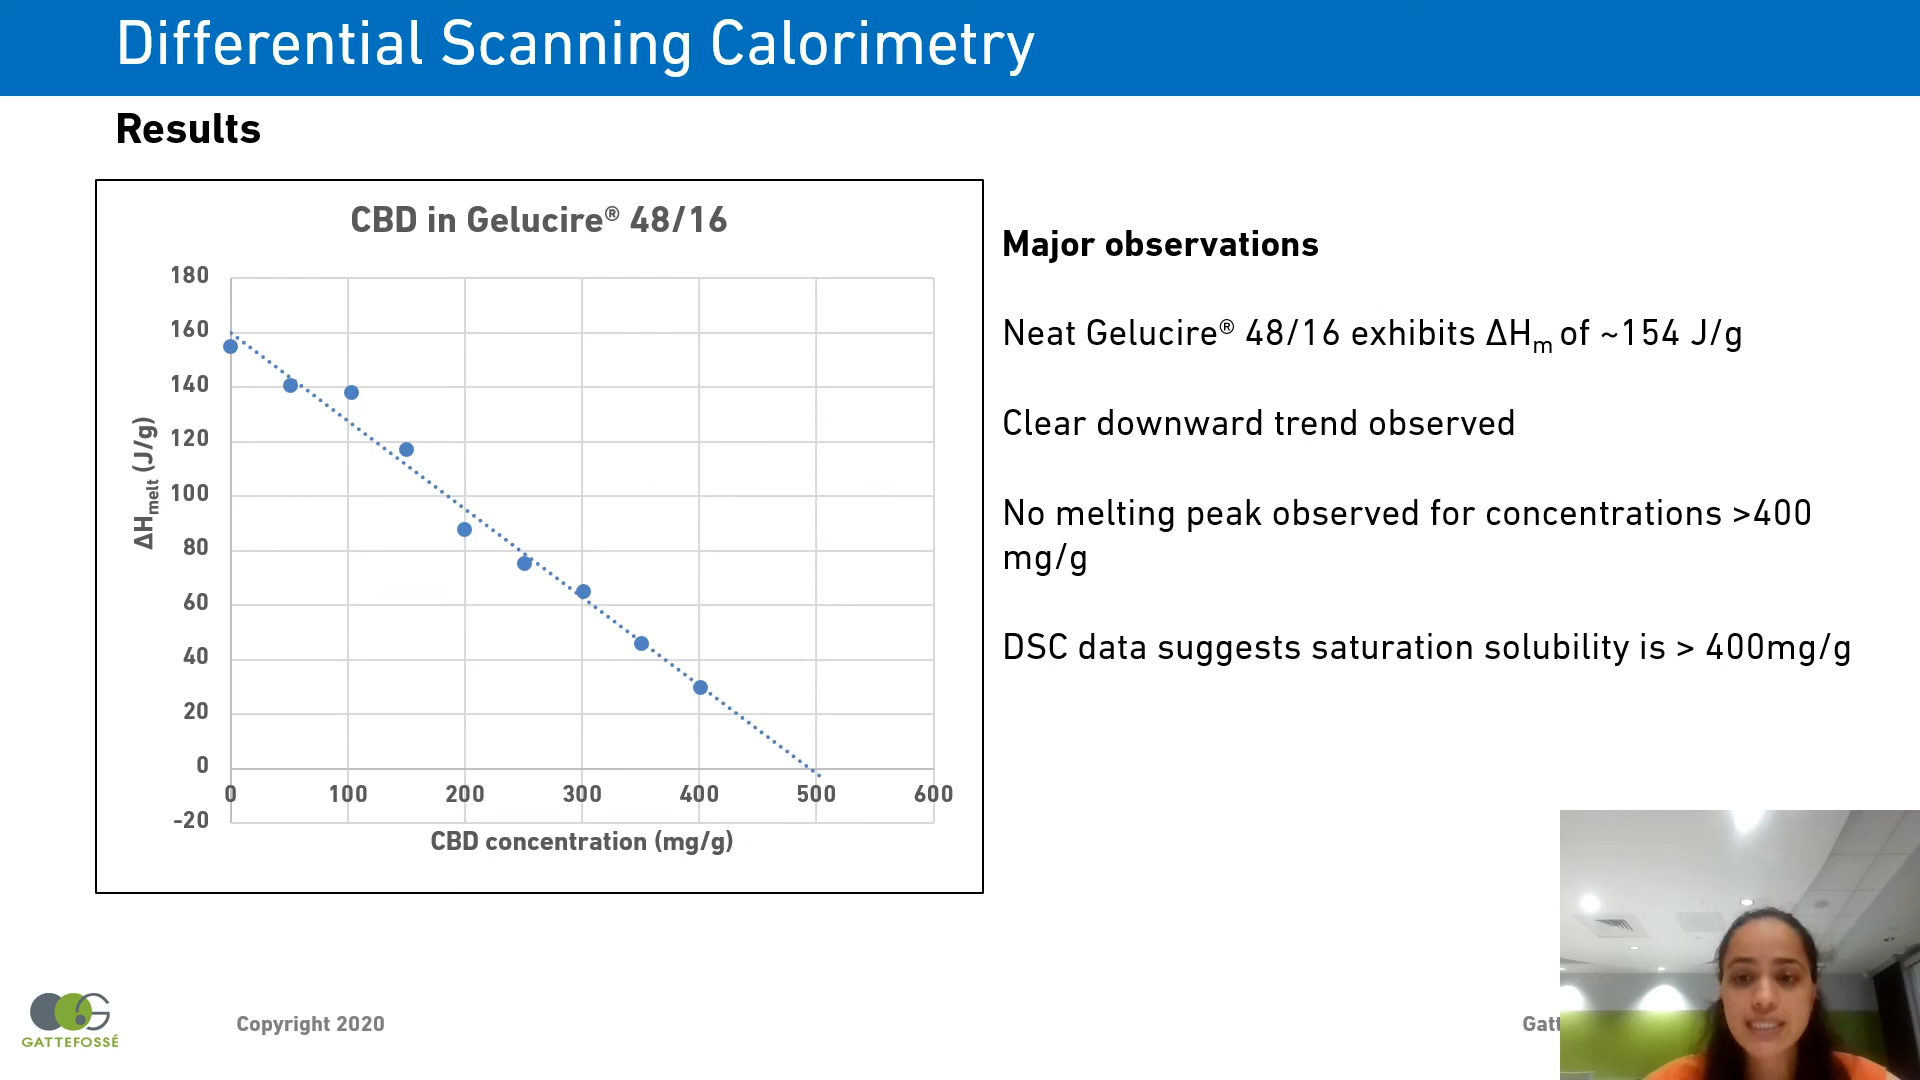 Differential Scanning Calorimetry
Results
CBD in Gelucire® 48/16
180
160
140
120
100
80
60
40
20
0
-20
ΔHmelt (J/g)
0 100 200 300 400 500 600
CBD concentration (mg/g)
Major observations
Neat Gelucire® 48/16 exhibits ΔHm of ~154 J/g
Clear downward trend observed
No melting peak observed for concentrations >400
mg/g
DSC data suggests saturation solubility is > 400mg/g
GATTEFOSSÉ
Copyright 2020